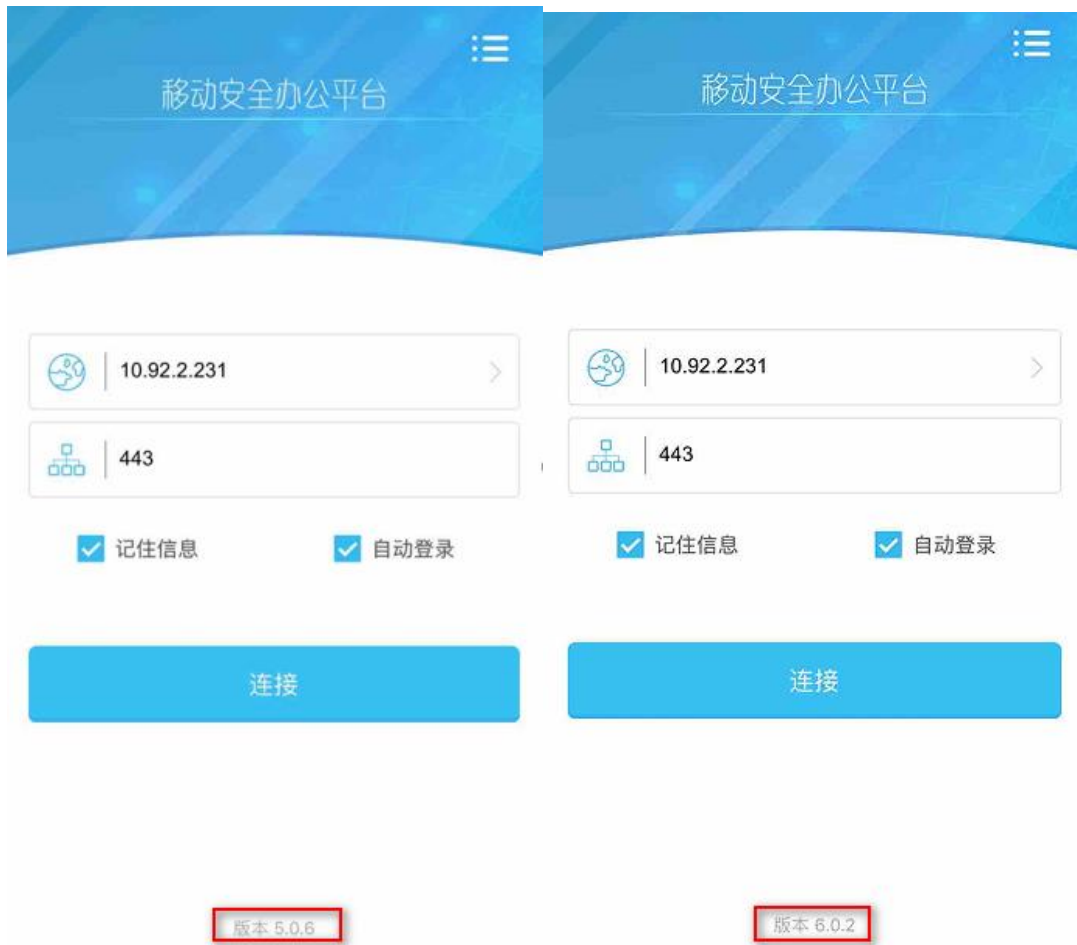 移动安全办公平台
10.92.2.231
443
记住信息 自动登录
连接
版本 5.0.6
移动安全办公平台
10.92.2.231
443
记住信息 自动登录
连接
版本 6.0.2